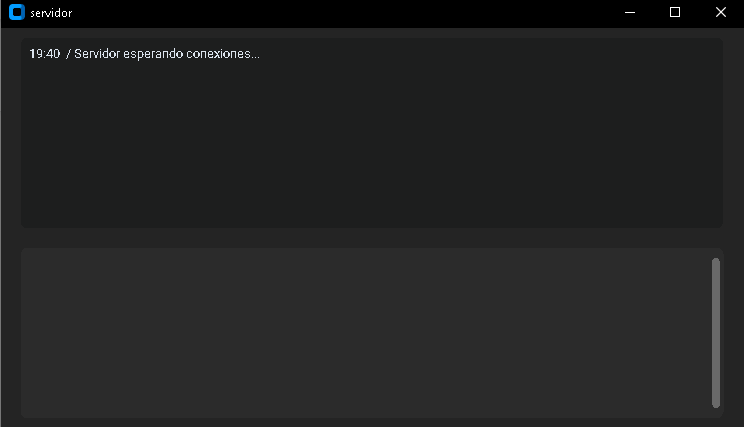 servidor
19:40 / Servidor esperando conexiones...